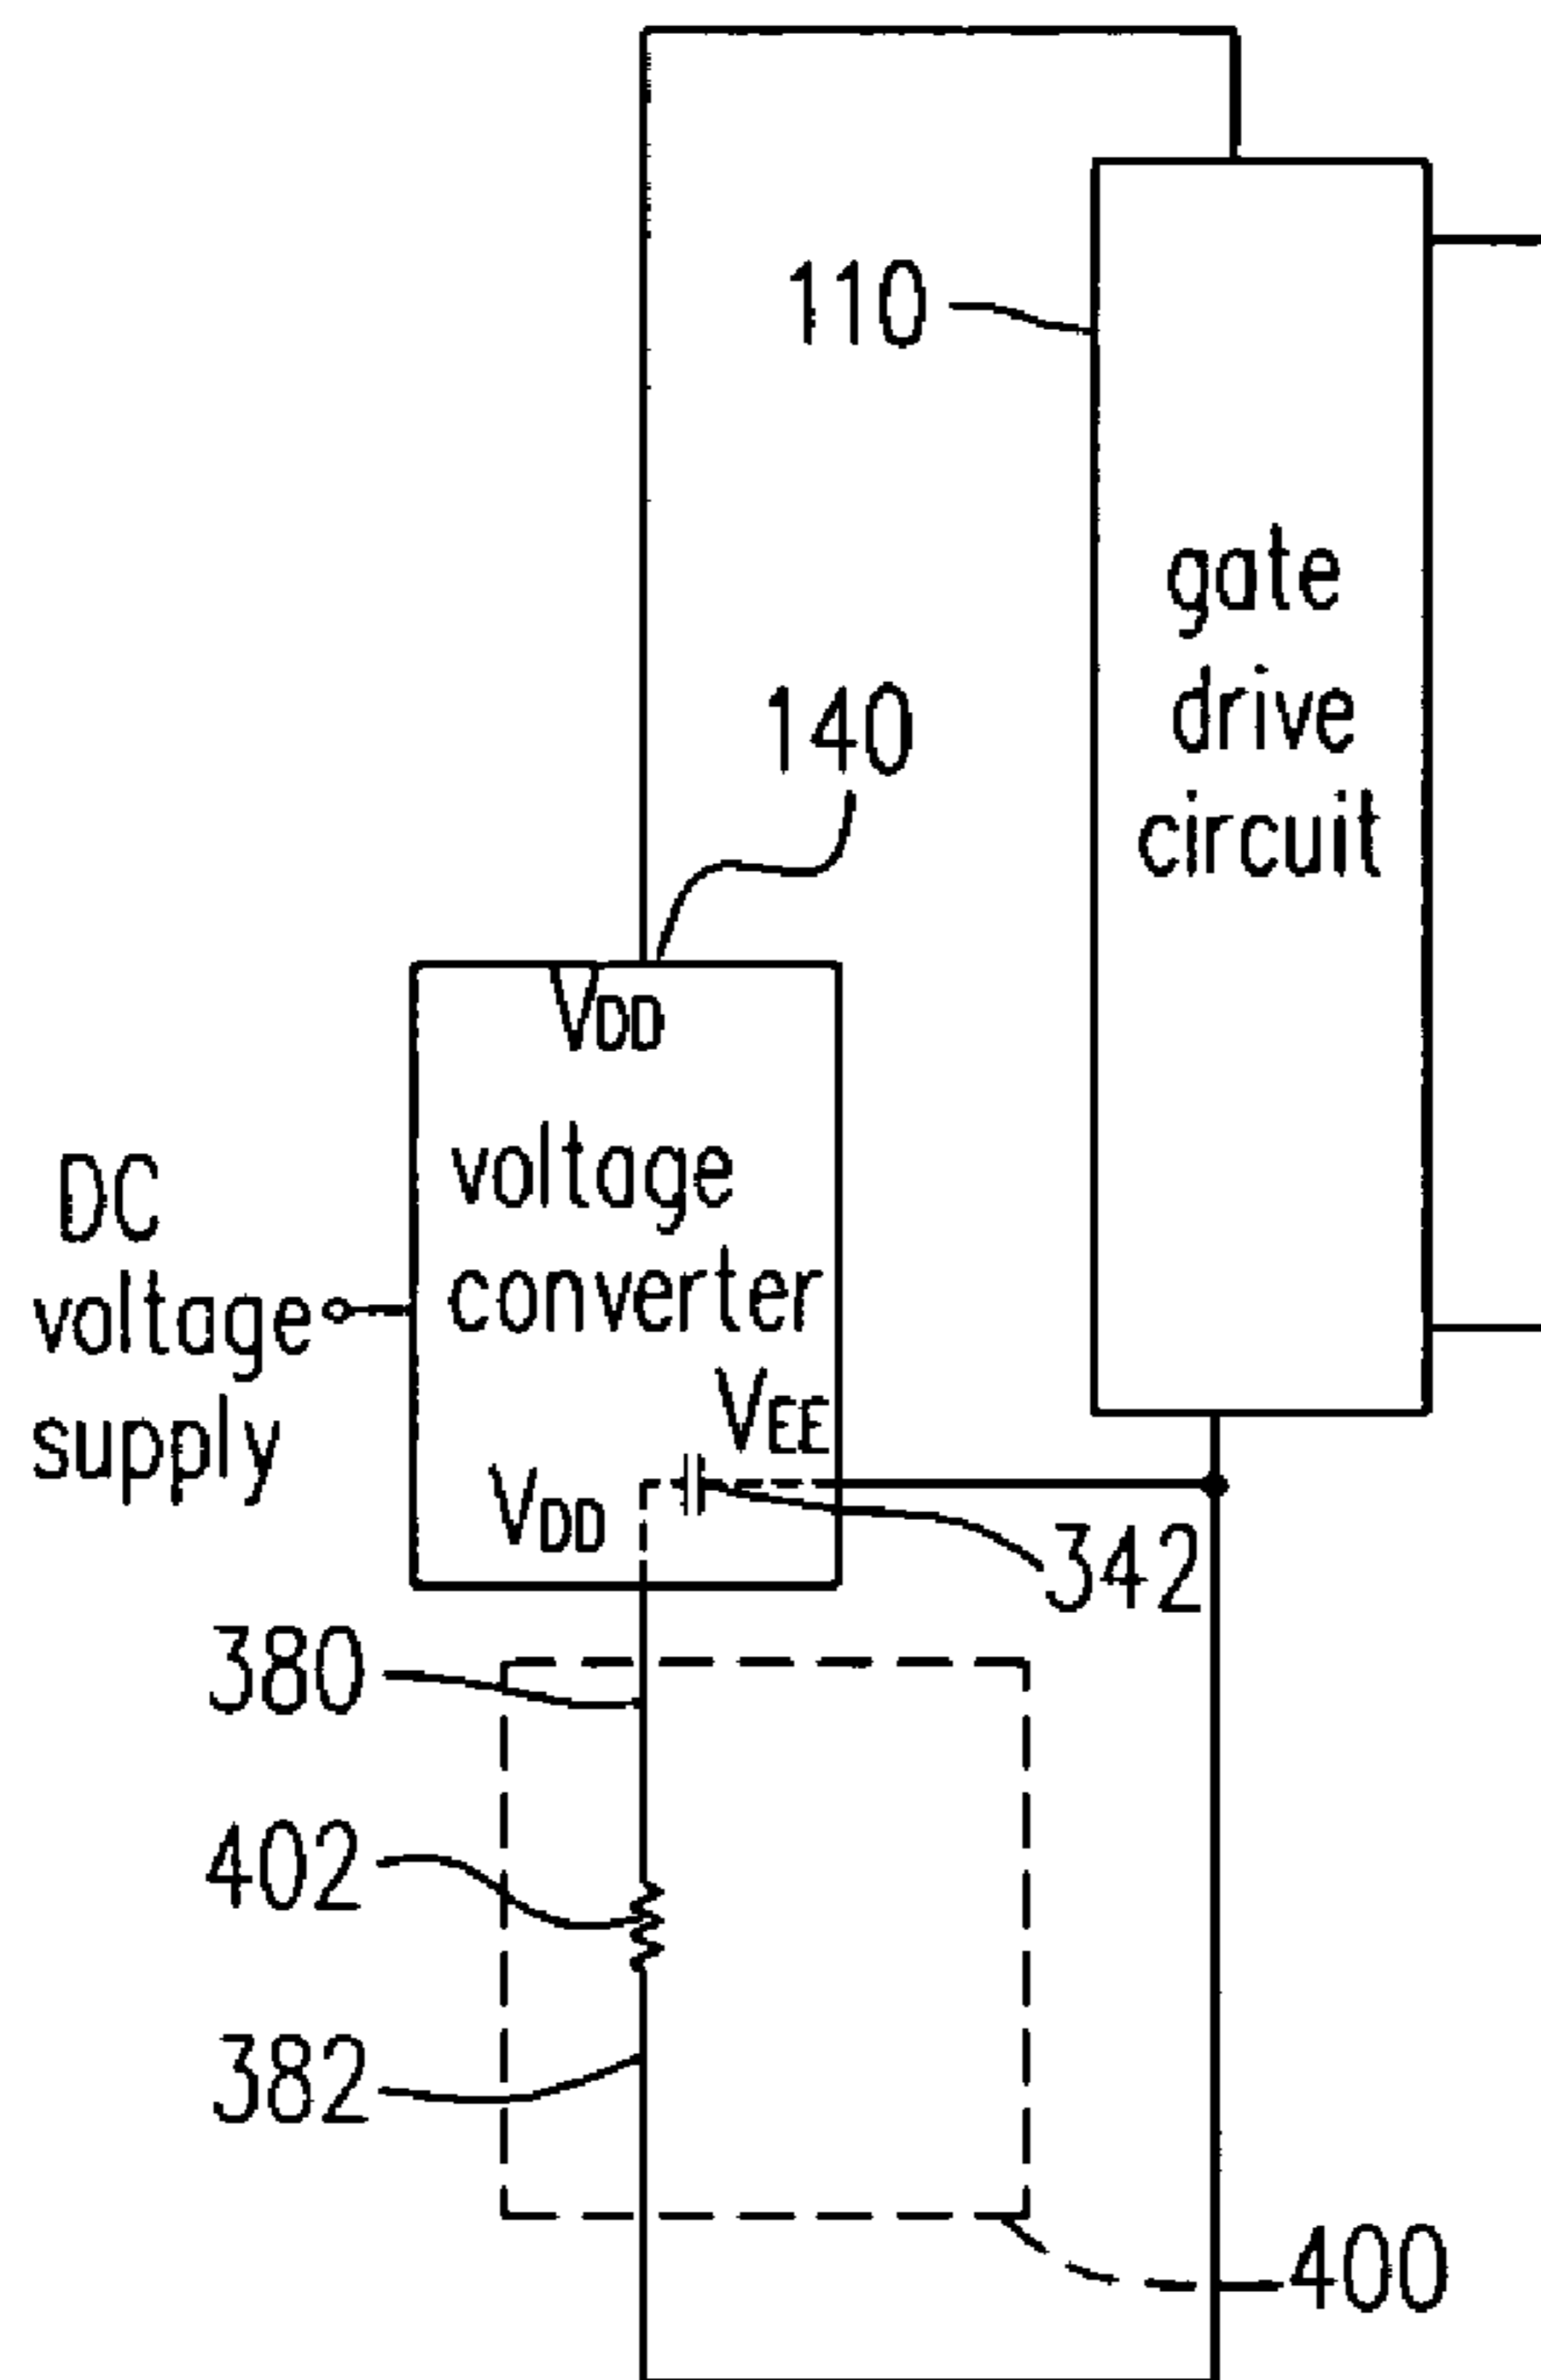 110
gate
drive
circuit
140
VDD
voltage
converter
DC
voltage
supply
VEE
VDD
342
380
402
382
400